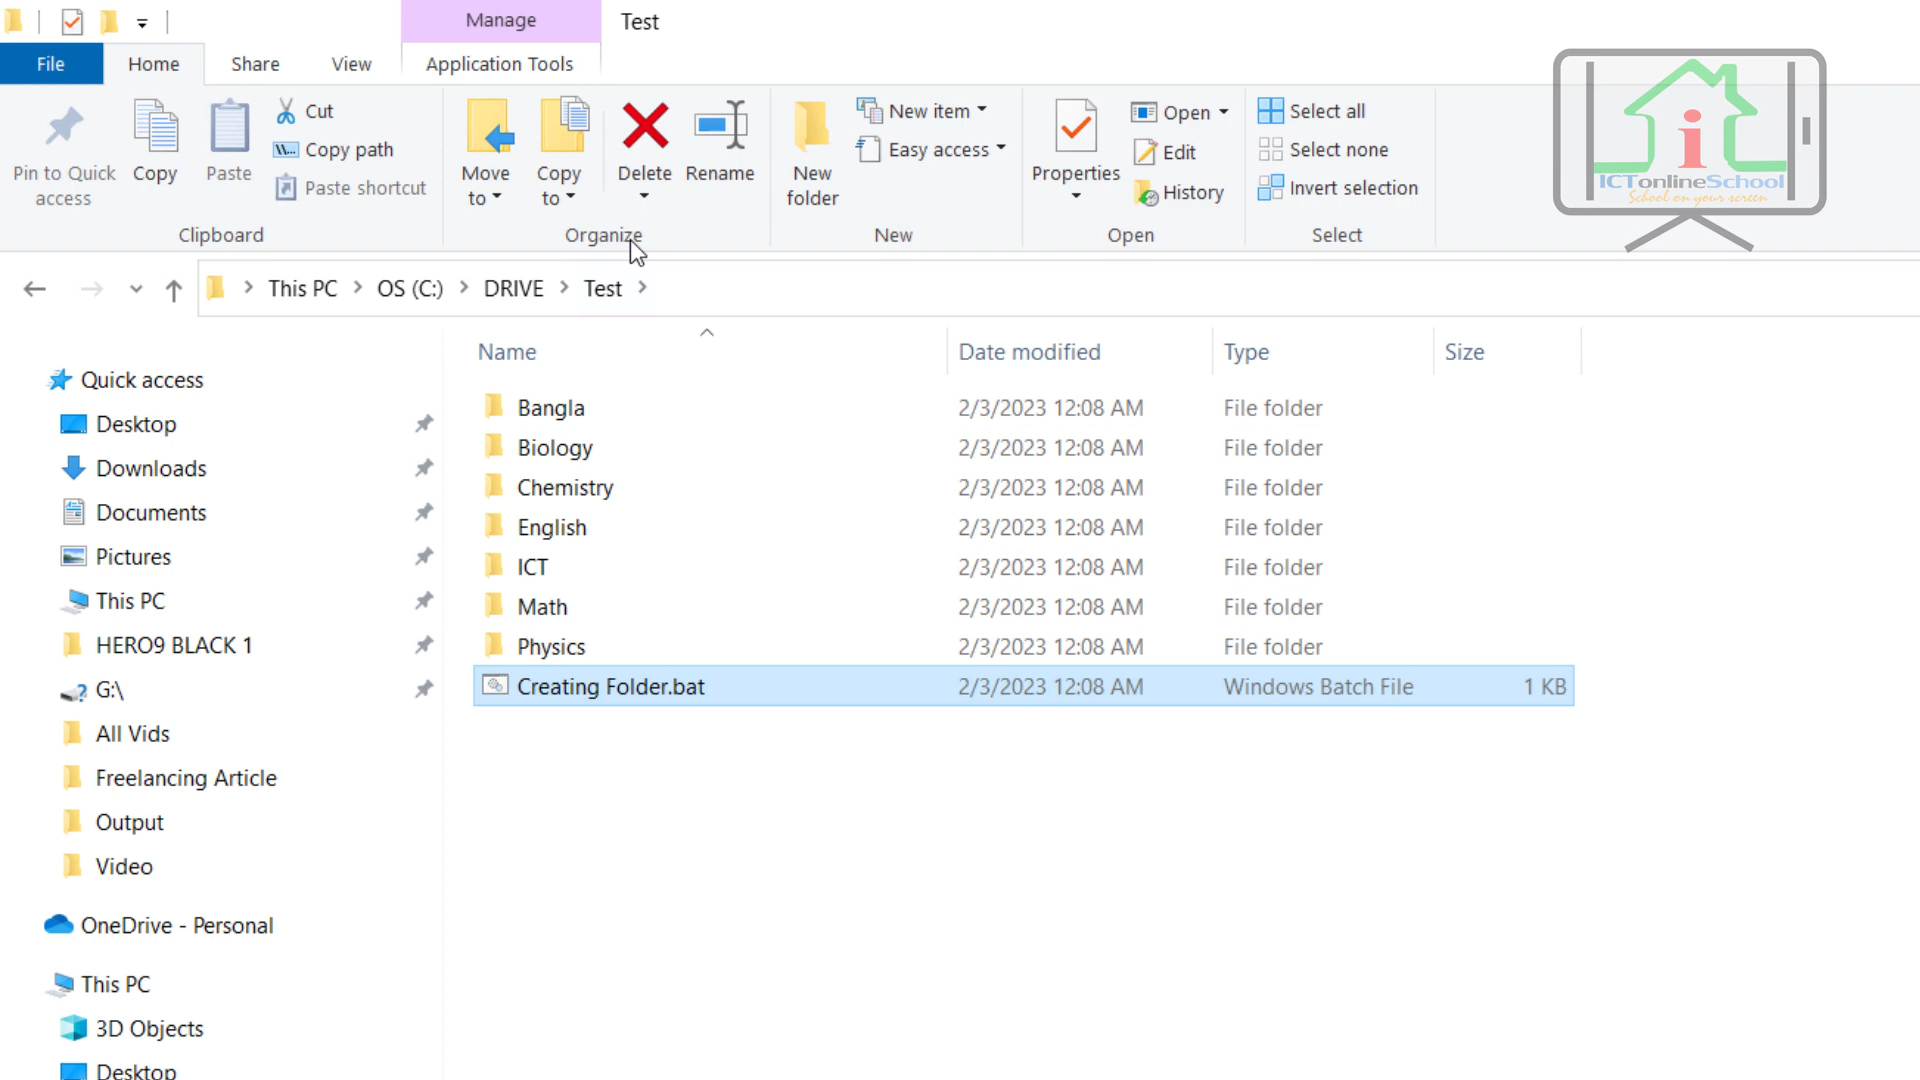 Manage
Test
File
Home
Share
View
Application Tools
Pin to Quick access
Copy
Paste
Cut
Copy path
Paste shortcut
Clipboard
Move to
Copy to
Delete
Rename
Organize
New folder
New item
Easy access
New
Properties
Open
Edit
History
Open
Select all
Select none
Invert selection
Select
i
ICTonlineSchool
School on your screen
This PC > OS (C:) > DRIVE > Test >
Name
Date modified
Type
Size
Quick access
Desktop
Downloads
Documents
Pictures
This PC
HERO9 BLACK 1
G:\
All Vids
Freelancing Article
Output
Video
OneDrive - Personal
This PC
3D Objects
Desktop
Bangla 2/3/2023 12:08 AM File folder
Biology 2/3/2023 12:08 AM File folder
Chemistry 2/3/2023 12:08 AM File folder
English 2/3/2023 12:08 AM File folder
ICT 2/3/2023 12:08 AM File folder
Math 2/3/2023 12:08 AM File folder
Physics 2/3/2023 12:08 AM File folder
Creating Folder.bat 2/3/2023 12:08 AM Windows Batch File 1 KB